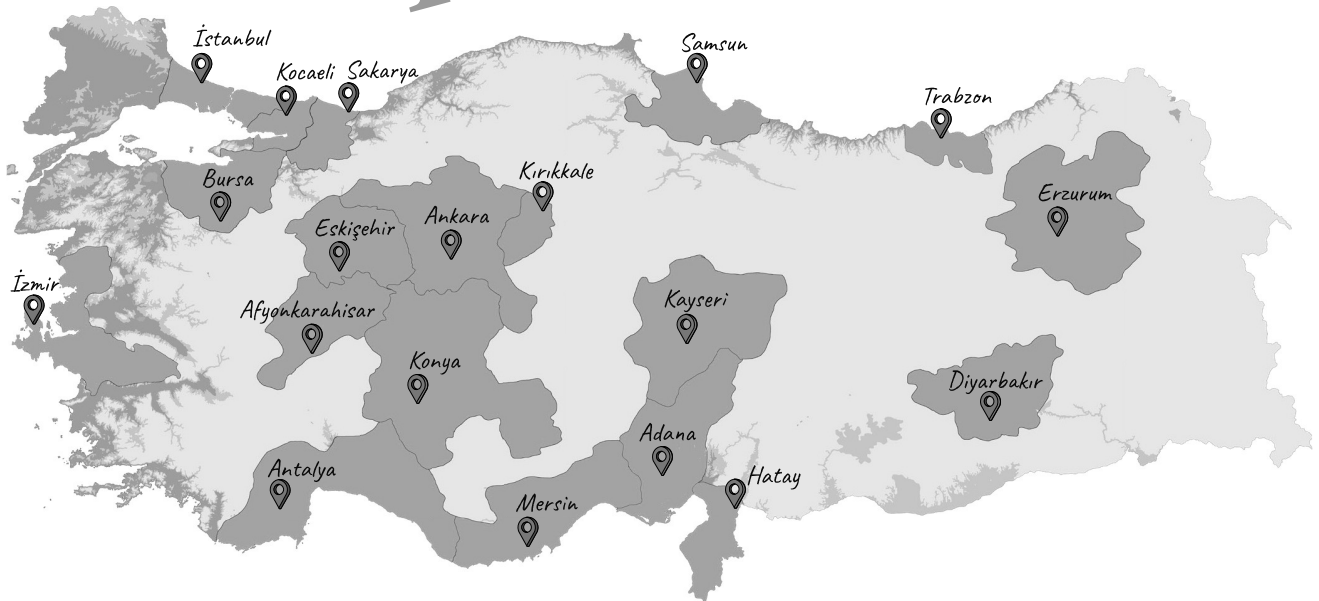 İstanbul
Samsun
Kocaeli
Sakarya
Trabzon
Kırıkkale
Bursa
Erzurum
Ankara
Eskişehir
İzmir
Kayseri
Afyonkarahisar
Konya
Diyarbakır
Adana
Antalya
Hatay
Mersin